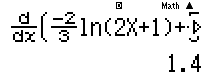 Math ▲
d/dx(-2/3 ln(2X+1)+
1.4